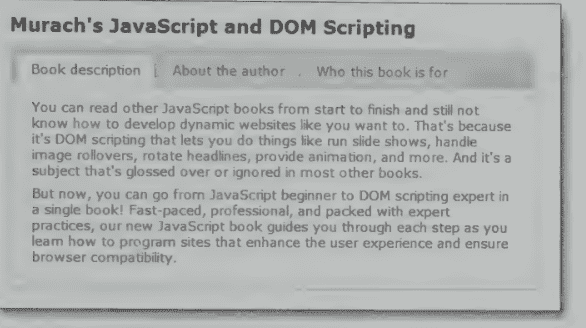 Murach's JavaScript and DOM Scripting
Book description About the author Who this book is for
You can read other JavaScript books from start to finish and still not
know how to develop dynamic websites like you want to. That's because
it's DOM scripting that lets you do things like run slide shows, handle
image rollovers, rotate headlines, provide animation, and more. And it's a
subject that's glossed over or ignored in most other books.
But now, you can go from JavaScript beginner to DOM scripting expert in
a single book! Fast-paced, professional, and packed with expert
practices, our new JavaScript book guides you through each step as you
learn how to program sites that enhance the user experience and ensure
browser compatibility.